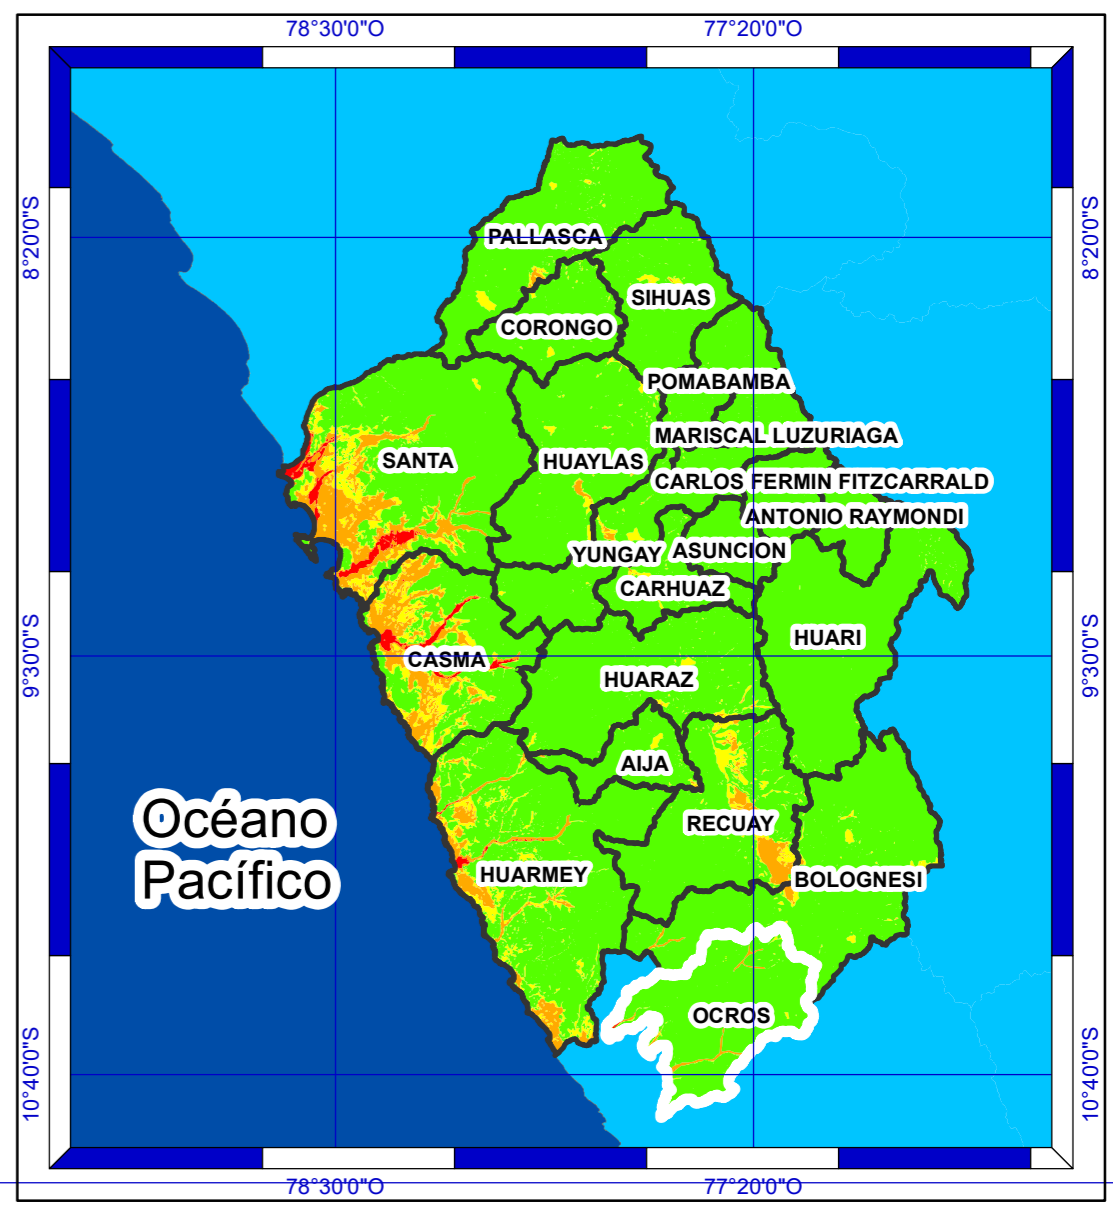 78°30'0"O
77°20'0"O
8°20'0"S
8°20'0"S
PALLASCA
SIHUAS
CORONGO
POMABAMBA
MARISCAL LUZURIAGA
SANTA
HUAYLAS
CARLOS FERMIN FITZCARRALD
ANTONIO RAYMONDI
YUNGAY
ASUNCION
CARHUAZ
HUARI
9°30'0"S
9°30'0"S
CASMA
HUARAZ
AIJA
Océano
Pacífico
RECUAY
HUARMEY
BOLOGNESI
OCROS
10°40'0"S
10°40'0"S
78°30'0"O
77°20'0"O